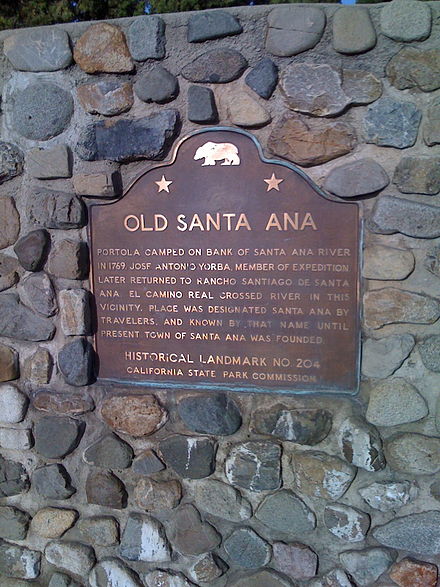 OLD SANTA ANA
PORTOLA CAMPED ON BANK OF SANTA ANA RIVER
IN 1769. JOSE ANTONIO YORBA, MEMBER OF EXPEDITION
LATER RETURNED TO RANCHO SANTIAGO DE SANTA
ANA. EL CAMINO REAL CROSSED RIVER IN THIS
VICINITY. PLACE WAS DESIGNATED SANTA ANA BY
TRAVELERS, AND KNOWN BY THAT NAME UNTIL
PRESENT TOWN OF SANTA ANA WAS FOUNDED
HISTORICAL LANDMARK NO. 204
CALIFORNIA STATE PARK COMMISSION